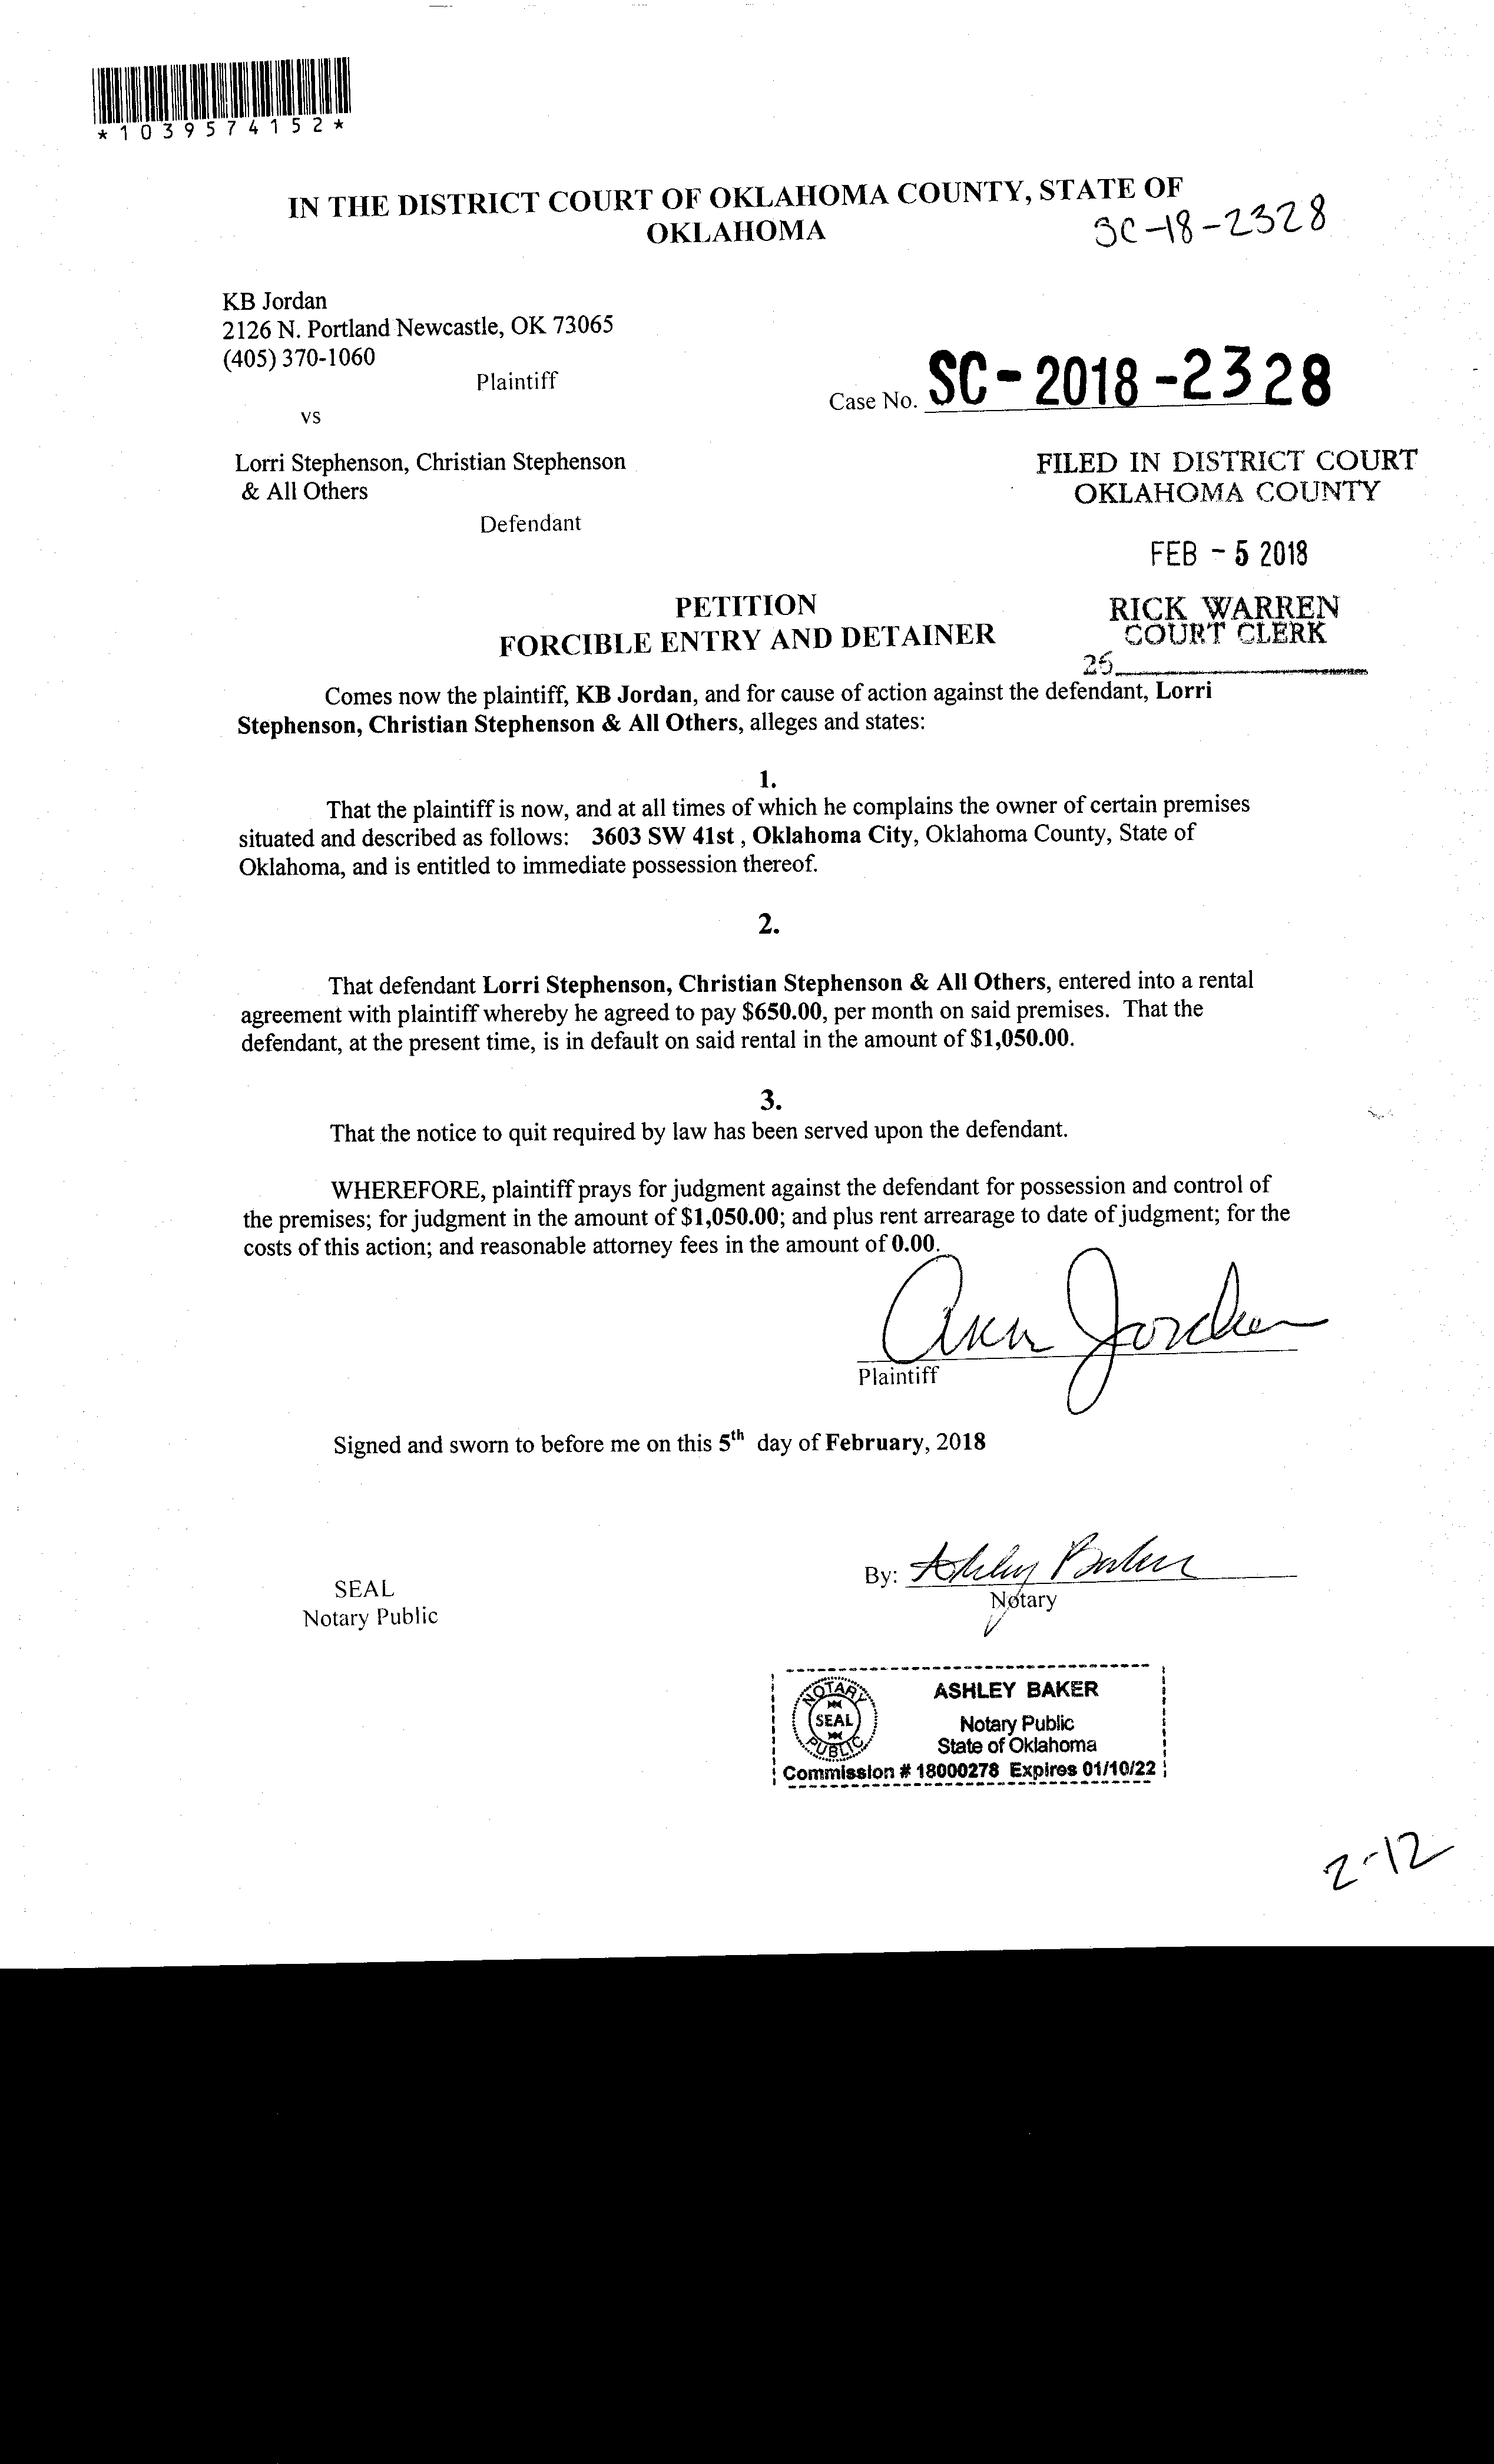 *1039574152*
IN THE DISTRICT COURT OF OKLAHOMA COUNTY, STATE OF
OKLAHOMA
SC-18-2328
KB Jordan
2126 N. Portland Newcastle, OK 73065
(405) 370-1060
Plaintiff
Case No. SC-2018-2328
vs
Lorri Stephenson, Christian Stephenson
& All Others
Defendant
FILED IN DISTRICT COURT
OKLAHOMA COUNTY
FEB - 5 2018
RICK WARREN
COURT CLERK
25
PETITION
FORCIBLE ENTRY AND DETAINER
Comes now the plaintiff, KB Jordan, and for cause of action against the defendant, Lorri
Stephenson, Christian Stephenson & All Others, alleges and states:
1.
That the plaintiff is now, and at all times of which he complains the owner of certain premises
situated and described as follows: 3603 SW 41st , Oklahoma City, Oklahoma County, State of
Oklahoma, and is entitled to immediate possession thereof.
2.
That defendant Lorri Stephenson, Christian Stephenson & All Others, entered into a rental
agreement with plaintiff whereby he agreed to pay $650.00, per month on said premises. That the
defendant, at the present time, is in default on said rental in the amount of $1,050.00.
3.
That the notice to quit required by law has been served upon the defendant.
WHEREFORE, plaintiff prays for judgment against the defendant for possession and control of
the premises; for judgment in the amount of $1,050.00; and plus rent arrearage to date of judgment; for the
costs of this action; and reasonable attorney fees in the amount of 0.00.
Ann Jordan
Plaintiff
Signed and sworn to before me on this 5th day of February, 2018
By: Ashley Baker
Notary
SEAL
Notary Public
NOTARY
SEAL
PUBLIC
ASHLEY BAKER
Notary Public
State of Oklahoma
Commission # 18000278 Expires 01/10/22
2-12